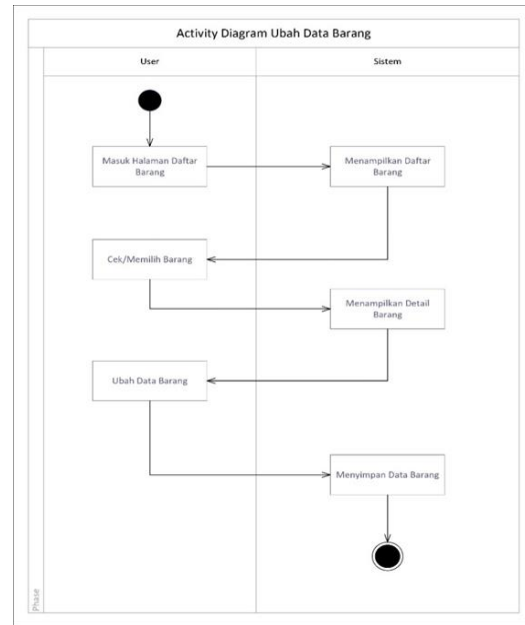 Activity Diagram Ubah Data Barang
User
Sistem
Masuk Halaman Daftar
Barang
Menampilkan Daftar
Barang
Cek/Memilih Barang
Menampilkan Detail
Barang
Ubah Data Barang
Menyimpan Data Barang
Phase